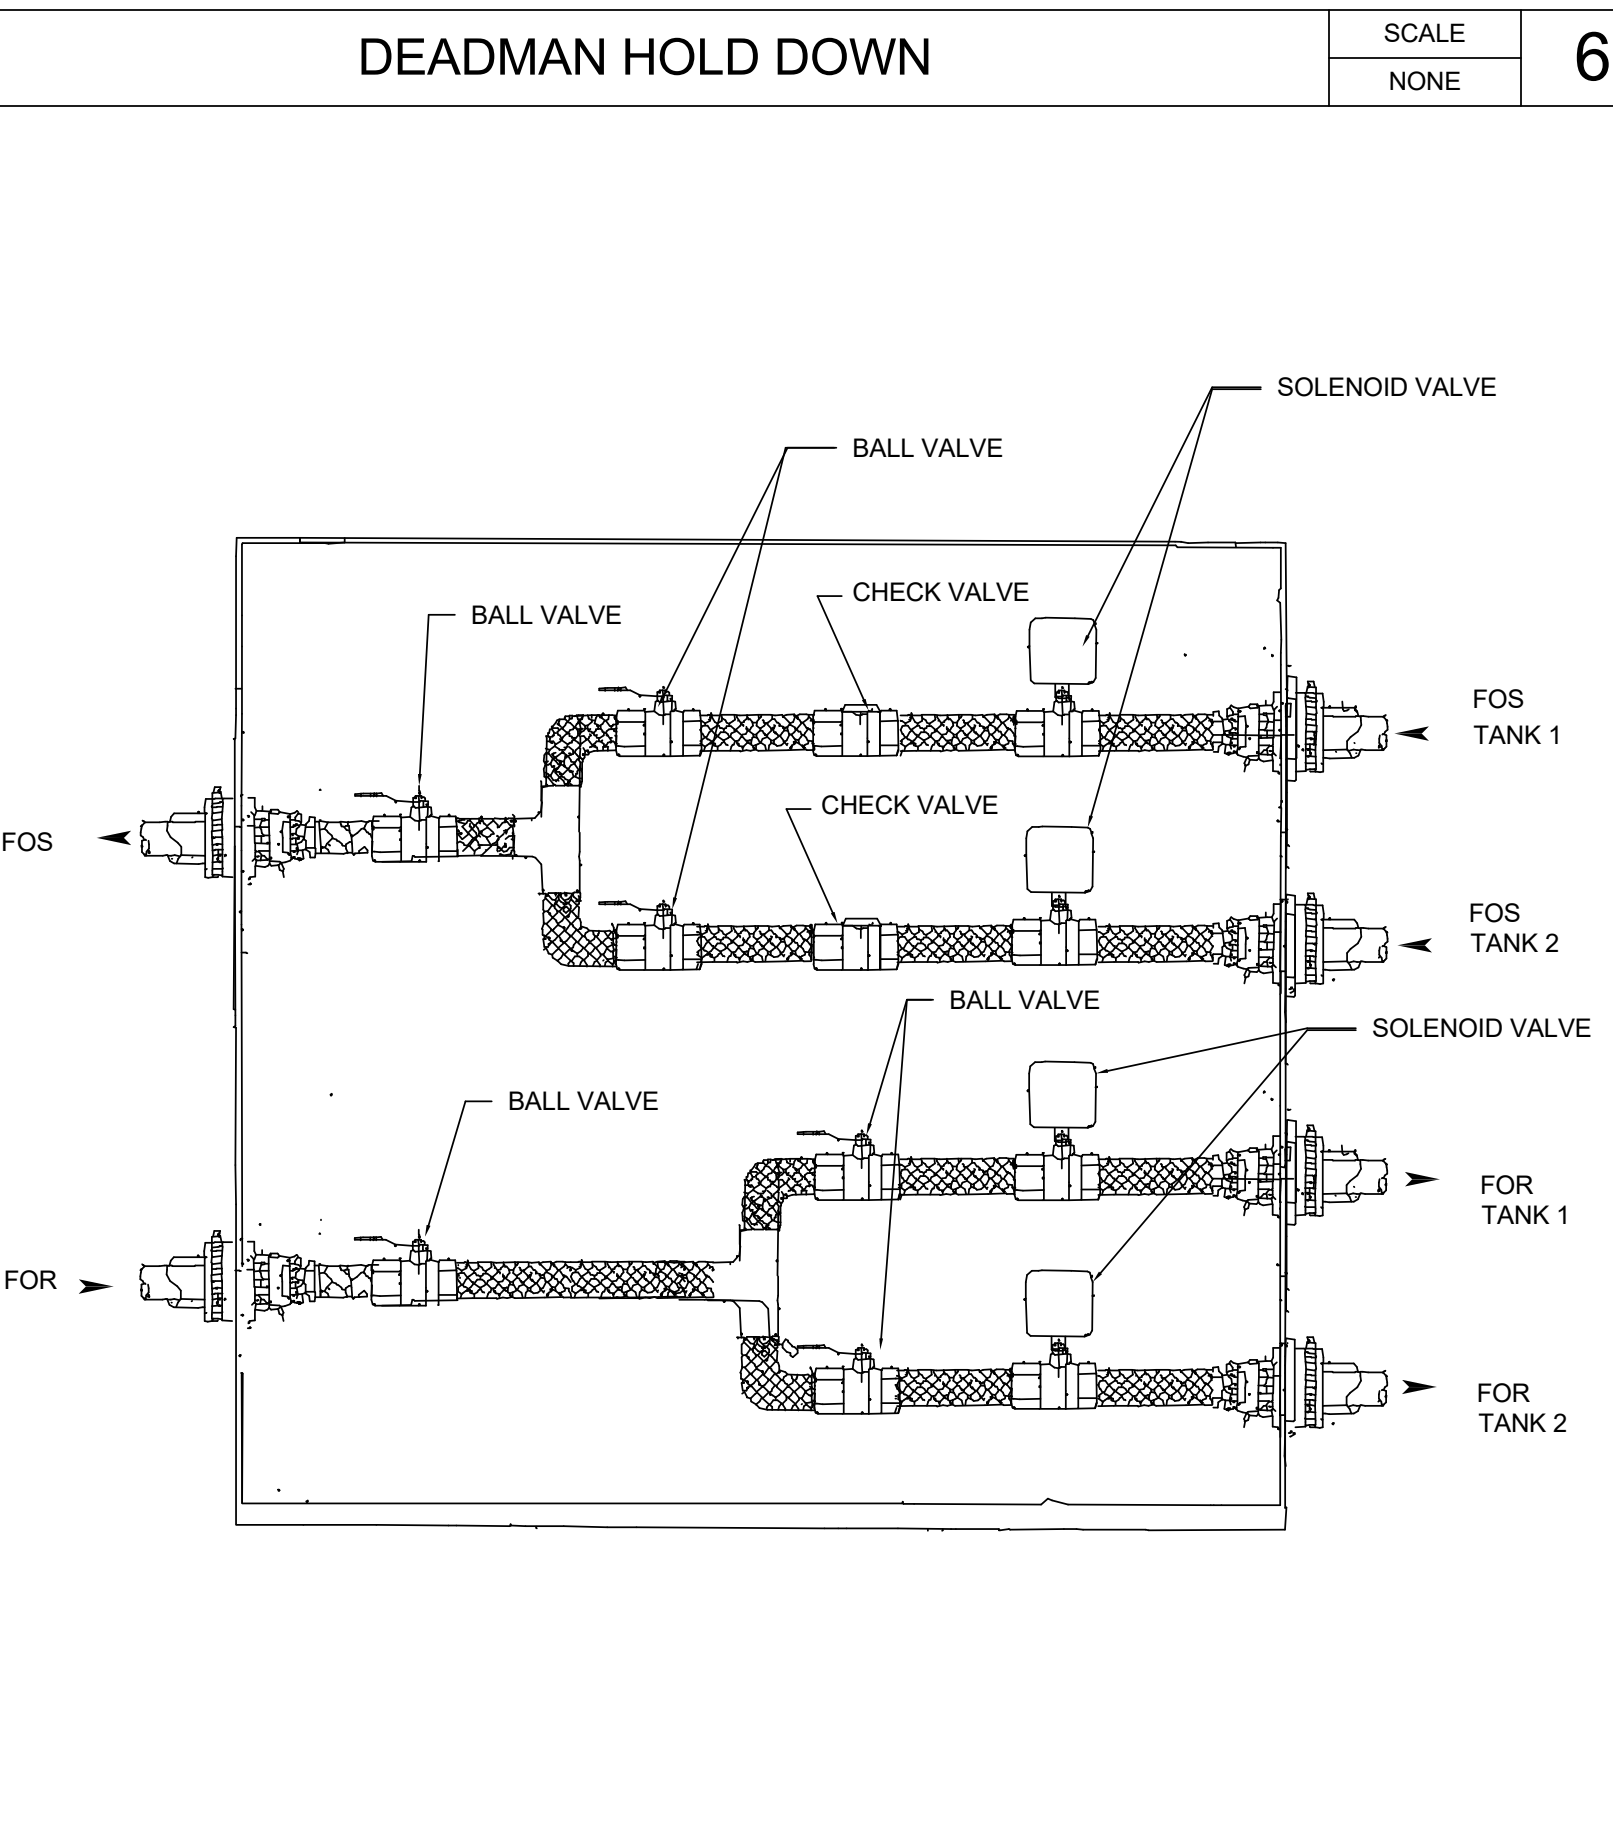 DEADMAN HOLD DOWN
SCALE
NONE
6
SOLENOID VALVE
BALL VALVE
CHECK VALVE
BALL VALVE
FOS
TANK 1
CHECK VALVE
FOS
FOS
TANK 2
BALL VALVE
SOLENOID VALVE
BALL VALVE
FOR
TANK 1
FOR
FOR
TANK 2